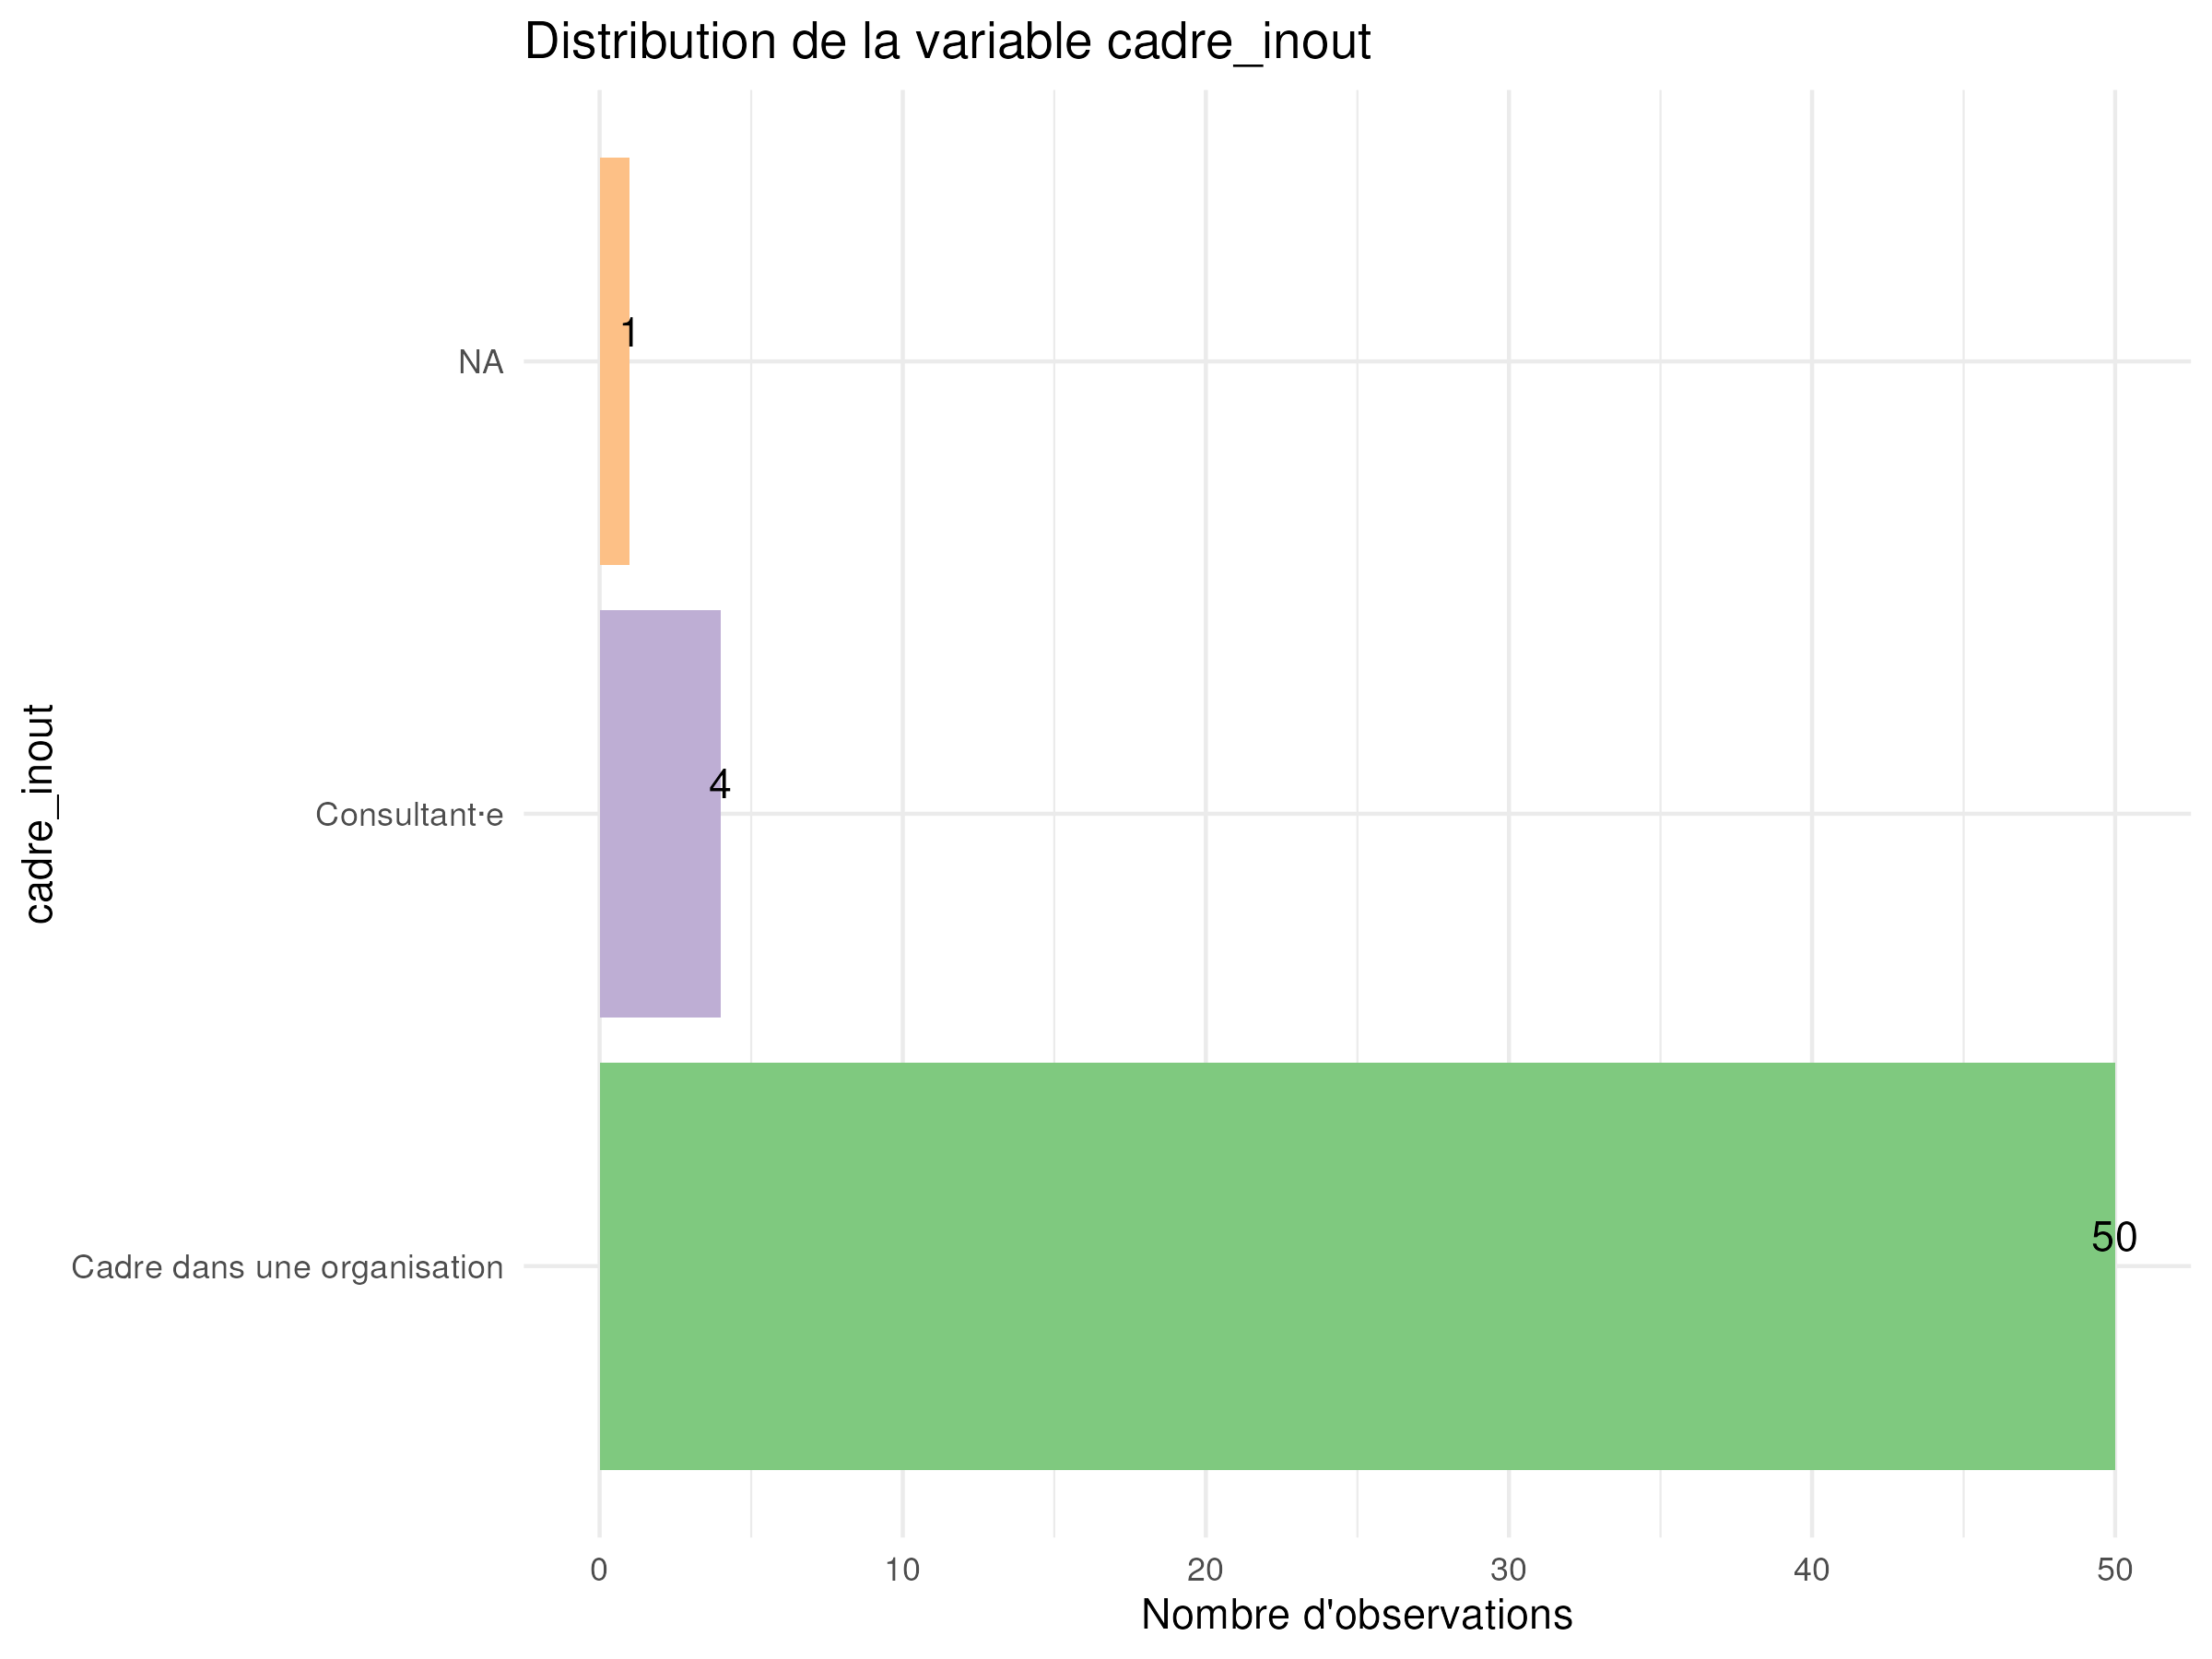 Distribution de la variable cadre_inout
NA
1
Consultant·e
4
Cadre dans une organisation
50
cadre_inout
0 10 20 30 40 50
Nombre d'observations